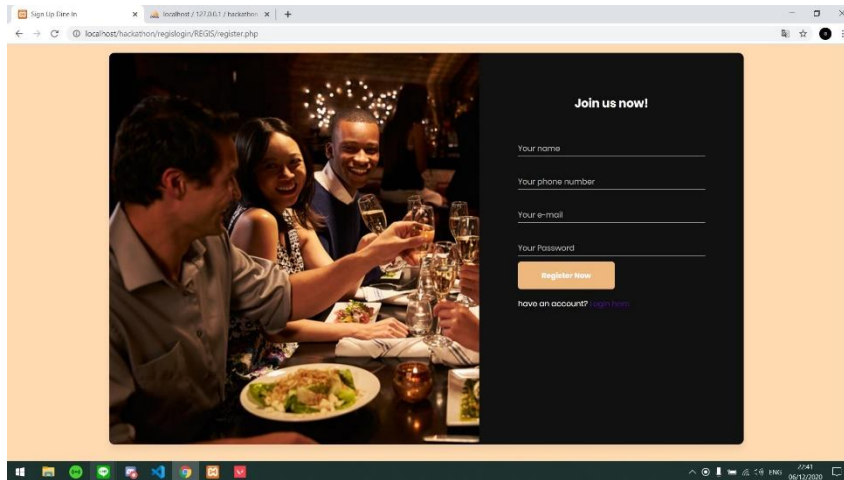 Sign Up Dine In
localhost / 127.0.0.1 / hackathon
localhost/hackathon/regislogin/REGIS/register.php
Join us now!
Your name
Your phone number
Your e-mail
Your Password
Register Now
have an account? Login here
ENG
22:41
06/12/2020